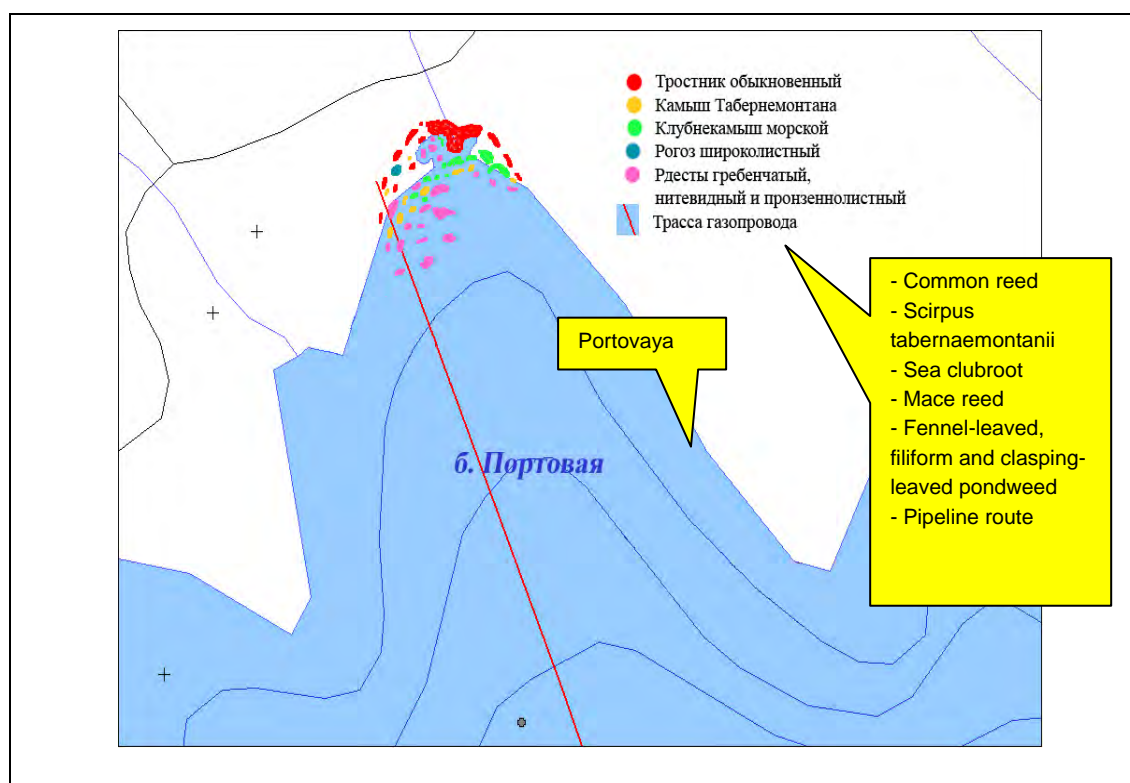 Тростник обыкновенный
Камыш Табернемонтана
Клубнекамыш морской
Рогоз широколистный
Рдесты гребенчатый,
нитевидный и пронзеннолистный
Трасса газопровода
- Common reed
- Scirpus
tabernaemontanii
- Sea clubroot
- Mace reed
- Fennel-leaved,
filiform and clasping-
leaved pondweed
- Pipeline route
Portovaya
б. Портовая